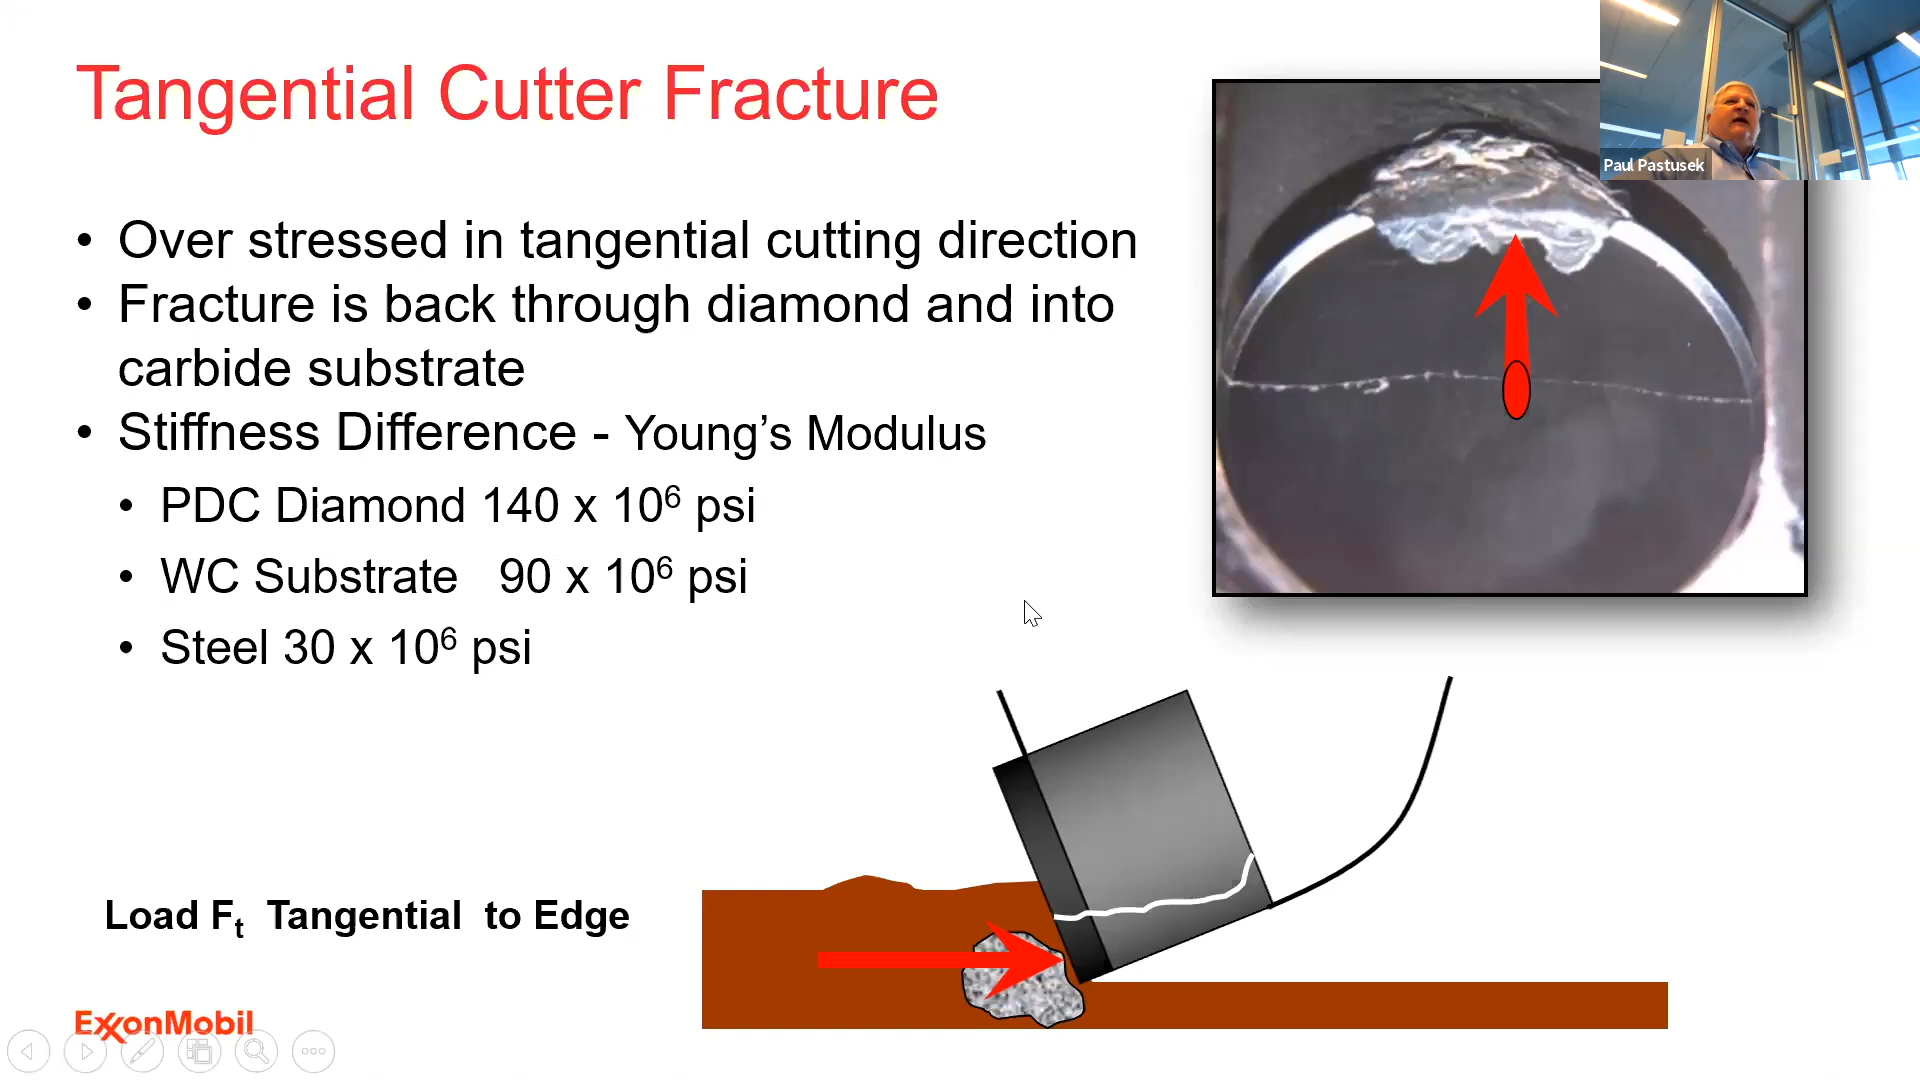 Tangential Cutter Fracture
Paul Pastusek
• Over stressed in tangential cutting direction
• Fracture is back through diamond and into
carbide substrate
• Stiffness Difference - Young’s Modulus
• PDC Diamond 140 x 10⁶ psi
• WC Substrate 90 x 10⁶ psi
• Steel 30 x 10⁶ psi
Load Fₜ Tangential to Edge
ExxonMobil